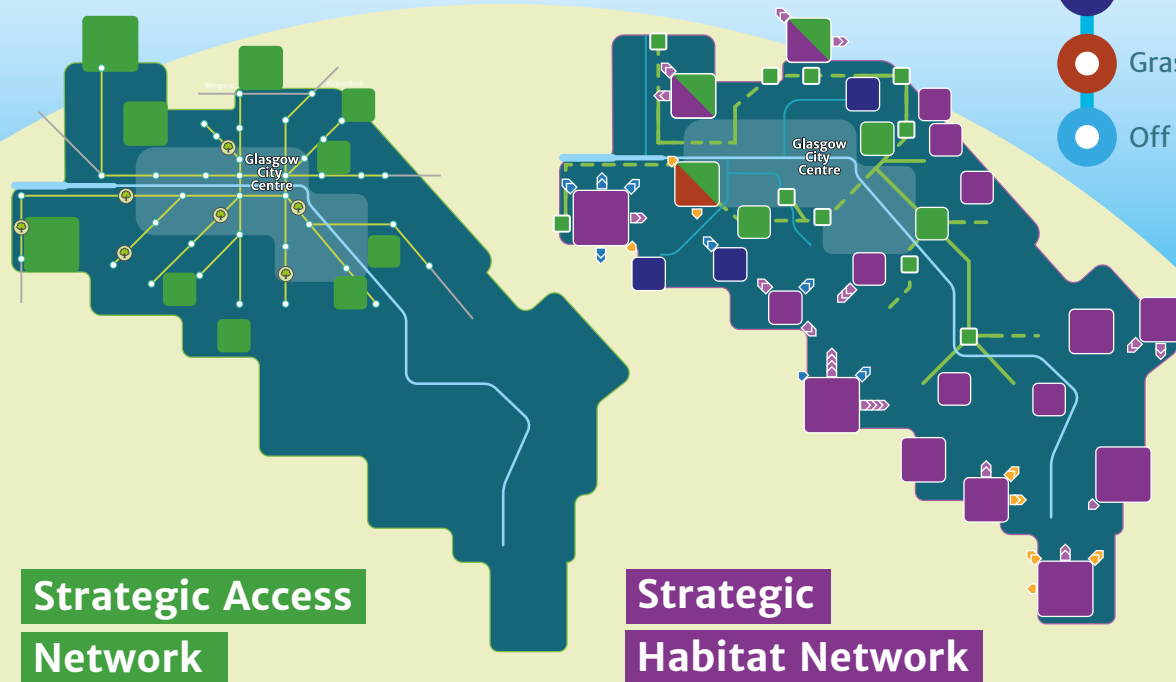 Glasgow
City
Centre
Glasgow
City
Centre
Gras
Off
Strategic Access
Network
Strategic
Habitat Network